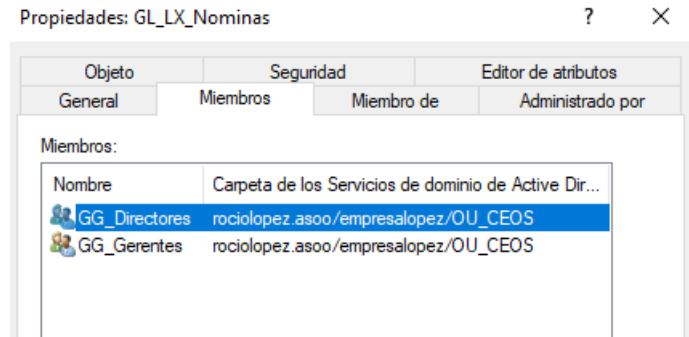 Propiedades: GL_LX_Nominas ? ×
Objeto Seguridad Editor de atributos
General Miembros Miembro de Administrado por
Miembros:
Nombre Carpeta de los Servicios de dominio de Active Dir...
GG_Directores rociolopez.asoo/empresalopez/OU_CEOS
GG_Gerentes rociolopez.asoo/empresalopez/OU_CEOS